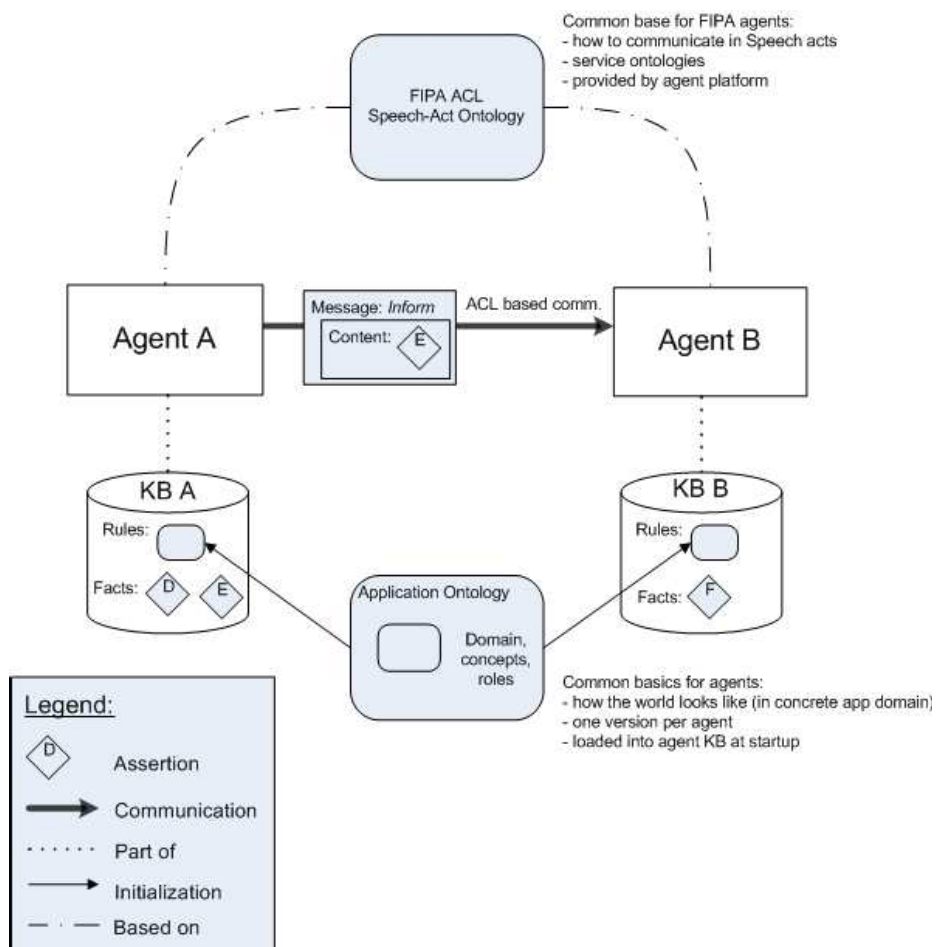 Common base for FIPA agents:
- how to communicate in Speech acts
- service ontologies
- provided by agent platform
FIPA ACL
Speech-Act Ontology
Agent A
Message: Inform
Content:
E
ACL based comm.
Agent B
KB A
Rules:
Facts:
D
E
KB B
Rules:
Facts:
F
Application Ontology
Domain,
concepts,
roles
Common basics for agents:
- how the world looks like (in concrete app domain)
- one version per agent
- loaded into agent KB at startup
Legend:
D
Assertion
Communication
Part of
Initialization
Based on